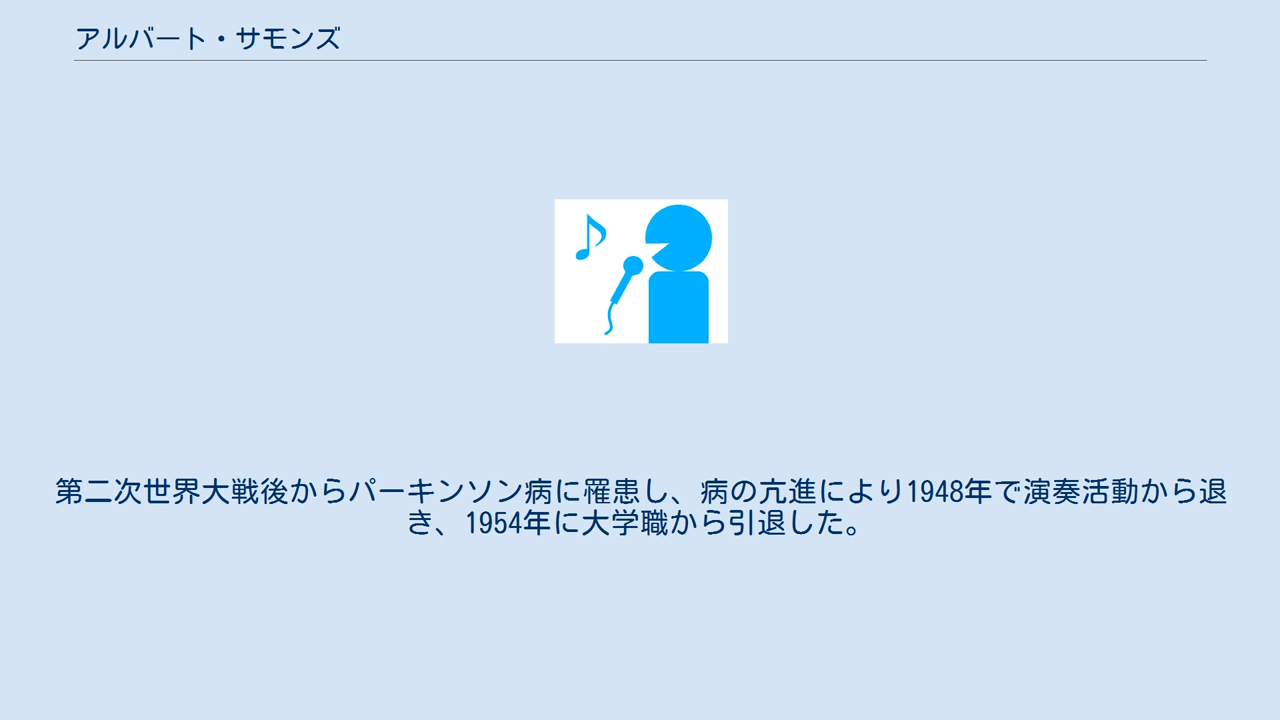 アルバート・サモンズ
第二次世界大戦後からパーキンソン病に罹患し、病の亢進により1948年で演奏活動から退
き、1954年に大学職から引退した。